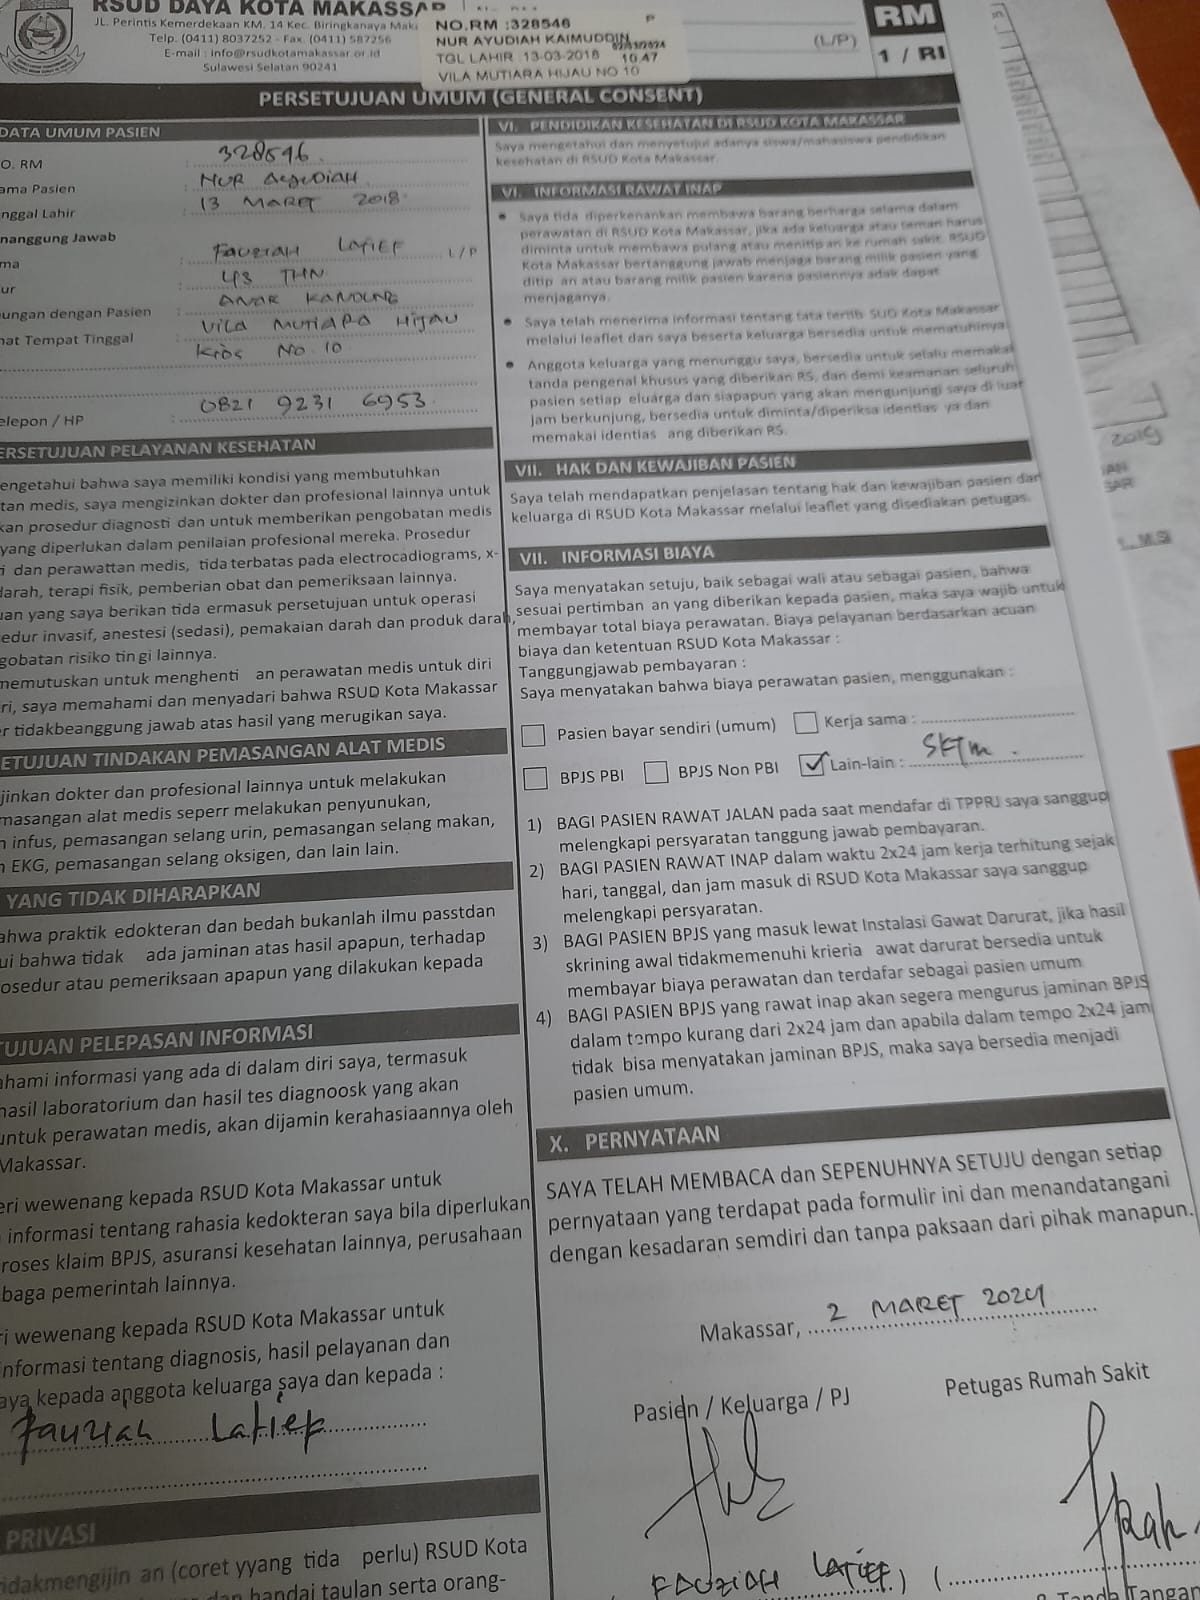 RSUD DAYA KOTA MAKASSAR
JL. Perintis Kemerdekaan KM. 14 Kec. Biringkanaya Maka
Telp. (0411) 8037252 - Fax. (0411) 587256
E-mail : info@rsudkotamakassar.or.id
Sulawesi Selatan 90241
NO.RM :328546 P
NUR AYUDIAH KAIMUDDIN
02/03/2024
TGL LAHIR :13-03-2018 10.47
VILA MUTIARA HIJAU NO 10
(L/P)
RM
1 / RI
PERSETUJUAN UMUM (GENERAL CONSENT)
DATA UMUM PASIEN
O. RM : 328546
ama Pasien : NUR AYUDIAH
nggal Lahir : 13 MARET 2018
nanggung Jawab
ma : FAUZIAH LATIEF L/P
ur : 43 THN
ungan dengan Pasien : ANAK KANDUNG
nat Tempat Tinggal : VILA MUTIARA HIJAU
Kios No. 10
elepon / HP : 0821 9231 6953
ERSETUJUAN PELAYANAN KESEHATAN
engetahui bahwa saya memiliki kondisi yang membutuhkan
tan medis, saya mengizinkan dokter dan profesional lainnya untuk
kan prosedur diagnosti dan untuk memberikan pengobatan medis
yang diperlukan dalam penilaian profesional mereka. Prosedur
i dan perawattan medis, tida terbatas pada electrocadiograms, x-
darah, terapi fisik, pemberian obat dan pemeriksaan lainnya.
uan yang saya berikan tida ermasuk persetujuan untuk operasi
edur invasif, anestesi (sedasi), pemakaian darah dan produk darah,
gobatan risiko tin gi lainnya.
memutuskan untuk menghenti an perawatan medis untuk diri
ri, saya memahami dan menyadari bahwa RSUD Kota Makassar
r tidakbeanggung jawab atas hasil yang merugikan saya.
ETUJUAN TINDAKAN PEMASANGAN ALAT MEDIS
jinkan dokter dan profesional lainnya untuk melakukan
masangan alat medis seperr melakukan penyunukan,
n infus, pemasangan selang urin, pemasangan selang makan,
n EKG, pemasangan selang oksigen, dan lain lain.
YANG TIDAK DIHARAPKAN
ahwa praktik edokteran dan bedah bukanlah ilmu passtdan
ui bahwa tidak ada jaminan atas hasil apapun, terhadap
osedur atau pemeriksaan apapun yang dilakukan kepada
TUJUAN PELEPASAN INFORMASI
ahami informasi yang ada di dalam diri saya, termasuk
hasil laboratorium dan hasil tes diagnoosk yang akan
untuk perawatan medis, akan dijamin kerahasiaannya oleh
Makassar.
eri wewenang kepada RSUD Kota Makassar untuk
informasi tentang rahasia kedokteran saya bila diperlukan
roses klaim BPJS, asuransi kesehatan lainnya, perusahaan
baga pemerintah lainnya.
ri wewenang kepada RSUD Kota Makassar untuk
informasi tentang diagnosis, hasil pelayanan dan
aya kepada anggota keluarga saya dan kepada :
Fauziah Latief
PRIVASI
idakmengijin an (coret yyang tida perlu) RSUD Kota
handai taulan serta orang-
VI. PENDIDIKAN KESEHATAN DI RSUD KOTA MAKASSAR
Saya mengetahui dan menyetujui adanya siswa/mahasiswa pendidikan
kesehatan di RSUD Kota Makassar.
VI. INFORMASI RAWAT INAP
• Saya tida diperkenankan membawa barang berharga selama dalam
perawatan di RSUD Kota Makassar, jika ada keluarga atau teman harus
diminta untuk membawa pulang atau menitip an ke rumah sakit. RSUD
Kota Makassar bertanggung jawab menjaga barang milik pasien yang
ditip an atau barang milik pasien karena pasiennya adak dapat
menjaganya.
• Saya telah menerima informasi tentang tata tertib SUD Kota Makassar
melalui leaflet dan saya beserta keluarga bersedia untuk mematuhinya
• Anggota keluarga yang menunggu saya, bersedia untuk selalu memakai
tanda pengenal khusus yang diberikan RS, dan demi keamanan seluruh
pasien setiap eluarga dan siapapun yang akan mengunjungi saya di luar
jam berkunjung, bersedia untuk diminta/diperiksa identias ya dan
memakai identias ang diberikan RS.
VII. HAK DAN KEWAJIBAN PASIEN
Saya telah mendapatkan penjelasan tentang hak dan kewajiban pasien dan
keluarga di RSUD Kota Makassar melalui leaflet yang disediakan petugas.
VII. INFORMASI BIAYA
Saya menyatakan setuju, baik sebagai wali atau sebagai pasien, bahwa
sesuai pertimban an yang diberikan kepada pasien, maka saya wajib untuk
membayar total biaya perawatan. Biaya pelayanan berdasarkan acuan
biaya dan ketentuan RSUD Kota Makassar :
Tanggungjawab pembayaran :
Saya menyatakan bahwa biaya perawatan pasien, menggunakan :
Pasien bayar sendiri (umum) Kerja sama :
BPJS PBI BPJS Non PBI ✓ Lain-lain : SKTM
1) BAGI PASIEN RAWAT JALAN pada saat mendafar di TPPRJ saya sanggup
melengkapi persyaratan tanggung jawab pembayaran.
2) BAGI PASIEN RAWAT INAP dalam waktu 2x24 jam kerja terhitung sejak
hari, tanggal, dan jam masuk di RSUD Kota Makassar saya sanggup
melengkapi persyaratan.
3) BAGI PASIEN BPJS yang masuk lewat Instalasi Gawat Darurat, jika hasil
skrining awal tidakmemenuhi krieria awat darurat bersedia untuk
membayar biaya perawatan dan terdafar sebagai pasien umum
4) BAGI PASIEN BPJS yang rawat inap akan segera mengurus jaminan BPJS
dalam tempo kurang dari 2x24 jam dan apabila dalam tempo 2x24 jam
tidak bisa menyatakan jaminan BPJS, maka saya bersedia menjadi
pasien umum.
X. PERNYATAAN
SAYA TELAH MEMBACA dan SEPENUHNYA SETUJU dengan setiap
pernyataan yang terdapat pada formulir ini dan menandatangani
dengan kesadaran semdiri dan tanpa paksaan dari pihak manapun.
Makassar, 2 MARET 2024
Pasien / Keluarga / PJ Petugas Rumah Sakit
FAUZIAH LATIEF ) (
Tanda Tangan